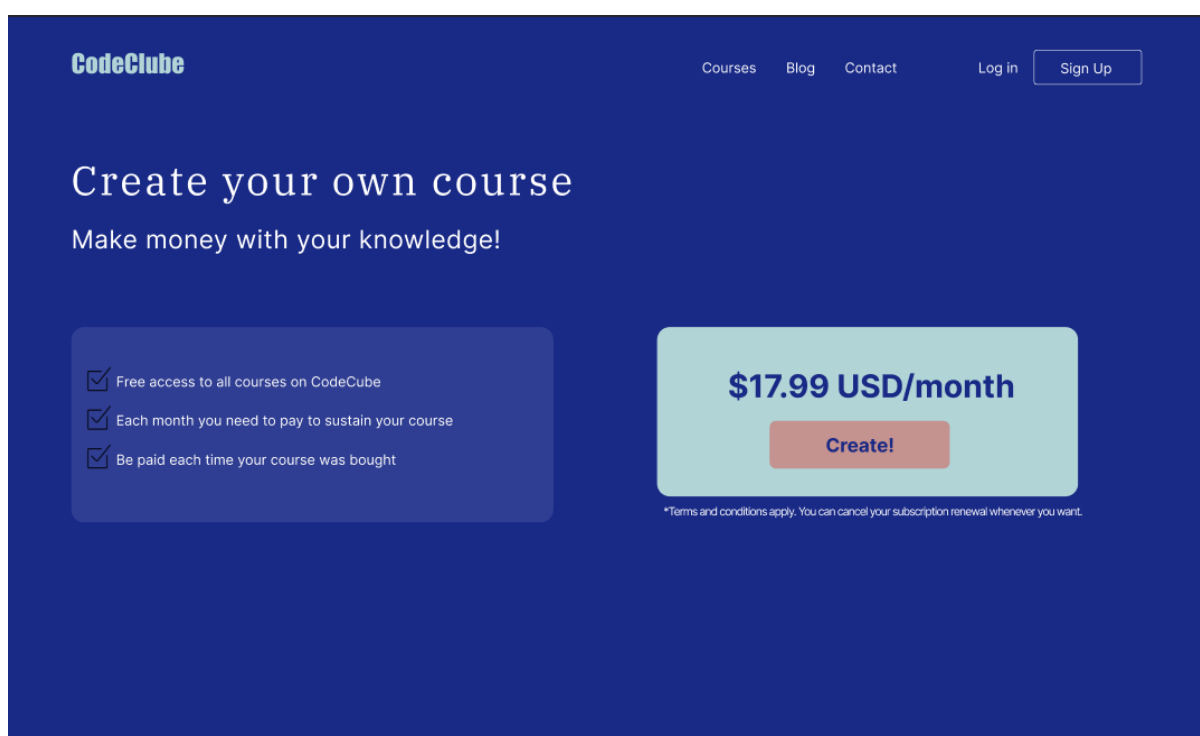 CodeClube
Courses Blog Contact Log in Sign Up
Create your own course
Make money with your knowledge!
Free access to all courses on CodeCube
Each month you need to pay to sustain your course
Be paid each time your course was bought
$17.99 USD/month
Create!
*Terms and conditions apply. You can cancel your subscription renewal whenever you want.